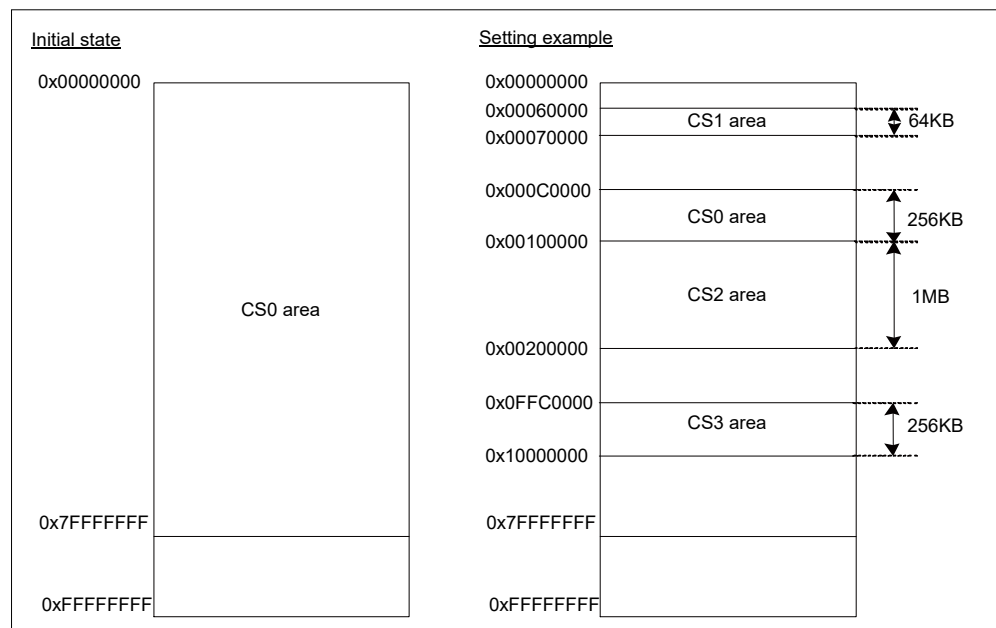 Initial state
0x00000000
CS0 area
0x7FFFFFFF
0xFFFFFFFF
Setting example
0x00000000
0x00060000
CS1 area
64KB
0x00070000
0x000C0000
CS0 area
256KB
0x00100000
CS2 area
1MB
0x00200000
0x0FFC0000
CS3 area
256KB
0x10000000
0x7FFFFFFF
0xFFFFFFFF